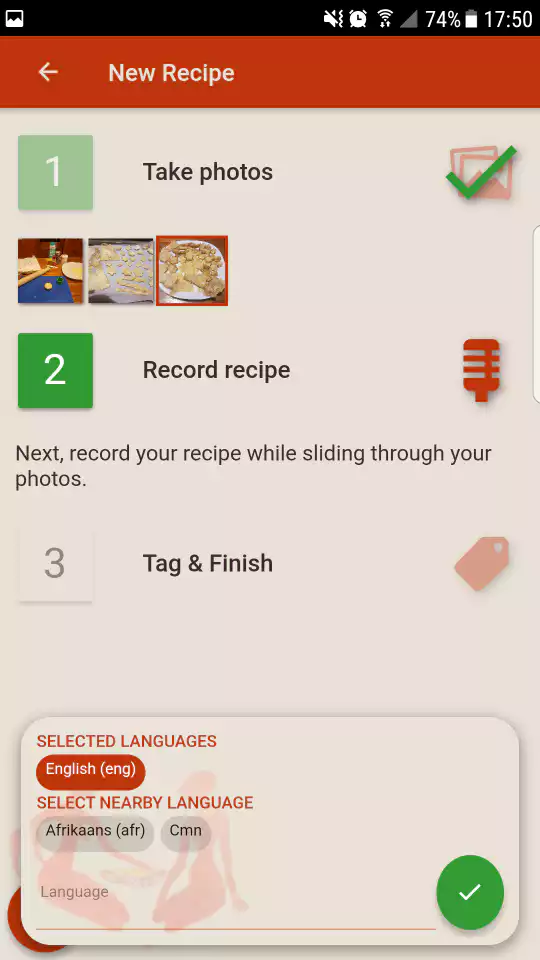 74% 17:50
New Recipe
1
Take photos
2
Record recipe
Next, record your recipe while sliding through your
photos.
3
Tag & Finish
SELECTED LANGUAGES
English (eng)
SELECT NEARBY LANGUAGE
Afrikaans (afr) Cmn
Language